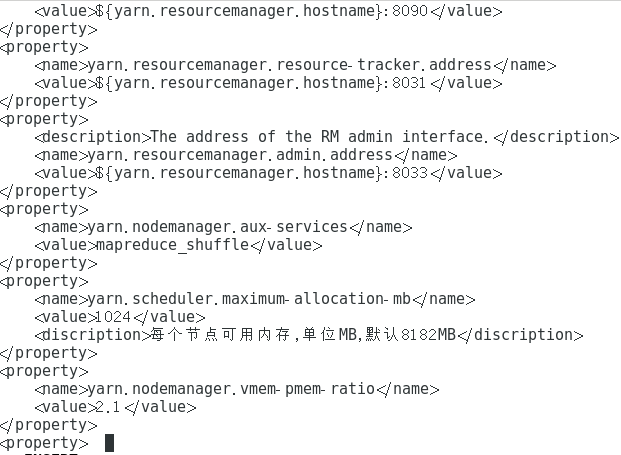 <value>${yarn.resourcemanager.hostname}:8090</value>
</property>
<property>
<name>yarn.resourcemanager.resource-tracker.address</name>
<value>${yarn.resourcemanager.hostname}:8031</value>
</property>
<property>
<description>The address of the RM admin interface.</description>
<name>yarn.resourcemanager.admin.address</name>
<value>${yarn.resourcemanager.hostname}:8033</value>
</property>
<property>
<name>yarn.nodemanager.aux-services</name>
<value>mapreduce_shuffle</value>
</property>
<property>
<name>yarn.scheduler.maximum-allocation-mb</name>
<value>1024</value>
<discription>每个节点可用内存,单位MB,默认8182MB</discription>
</property>
<property>
<name>yarn.nodemanager.vmem-pmem-ratio</name>
<value>2.1</value>
</property>
<property>